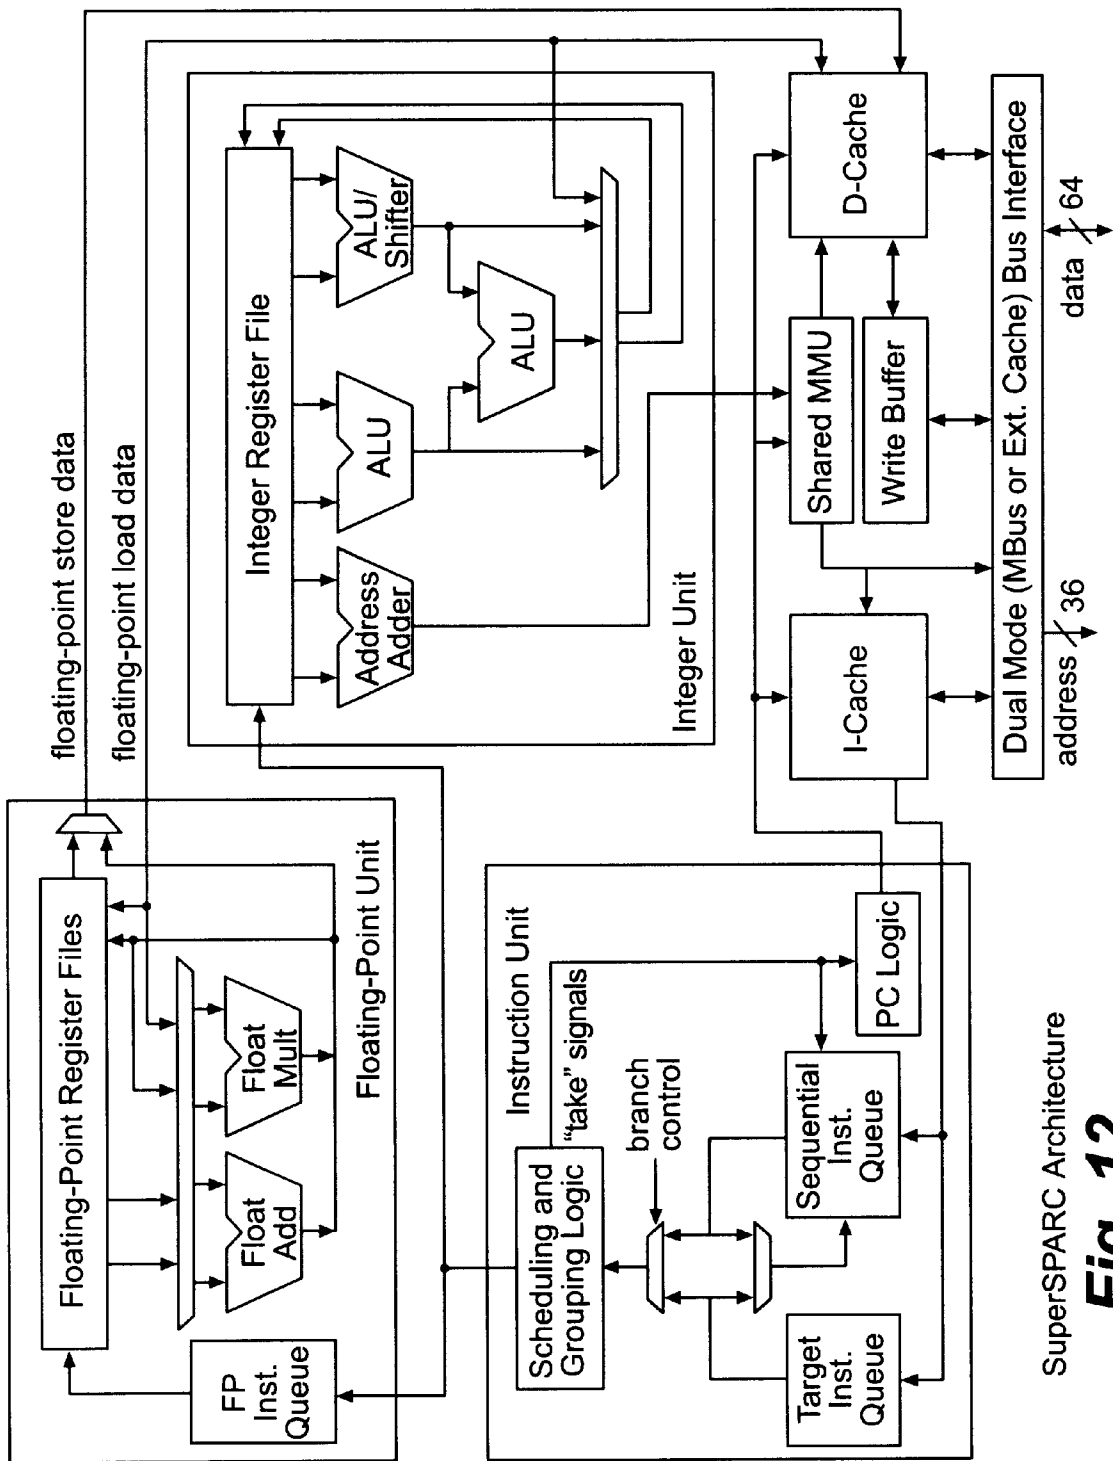 floating-point store data
floating-point load data
Floating-Point Register Files
Float
Add
Float
Mult
FP
Inst.
Queue
Floating-Point Unit
Integer Register File
Address
Adder
ALU
ALU/
Shifter
ALU
Integer Unit
Instruction Unit
Scheduling and
Grouping Logic
"take" signals
branch
control
Target
Inst.
Queue
Sequential
Inst.
Queue
PC Logic
I-Cache
Shared MMU
Write Buffer
D-Cache
Dual Mode (MBus or Ext. Cache) Bus Interface
address
36
data
64
SuperSPARC Architecture
Fig. 12